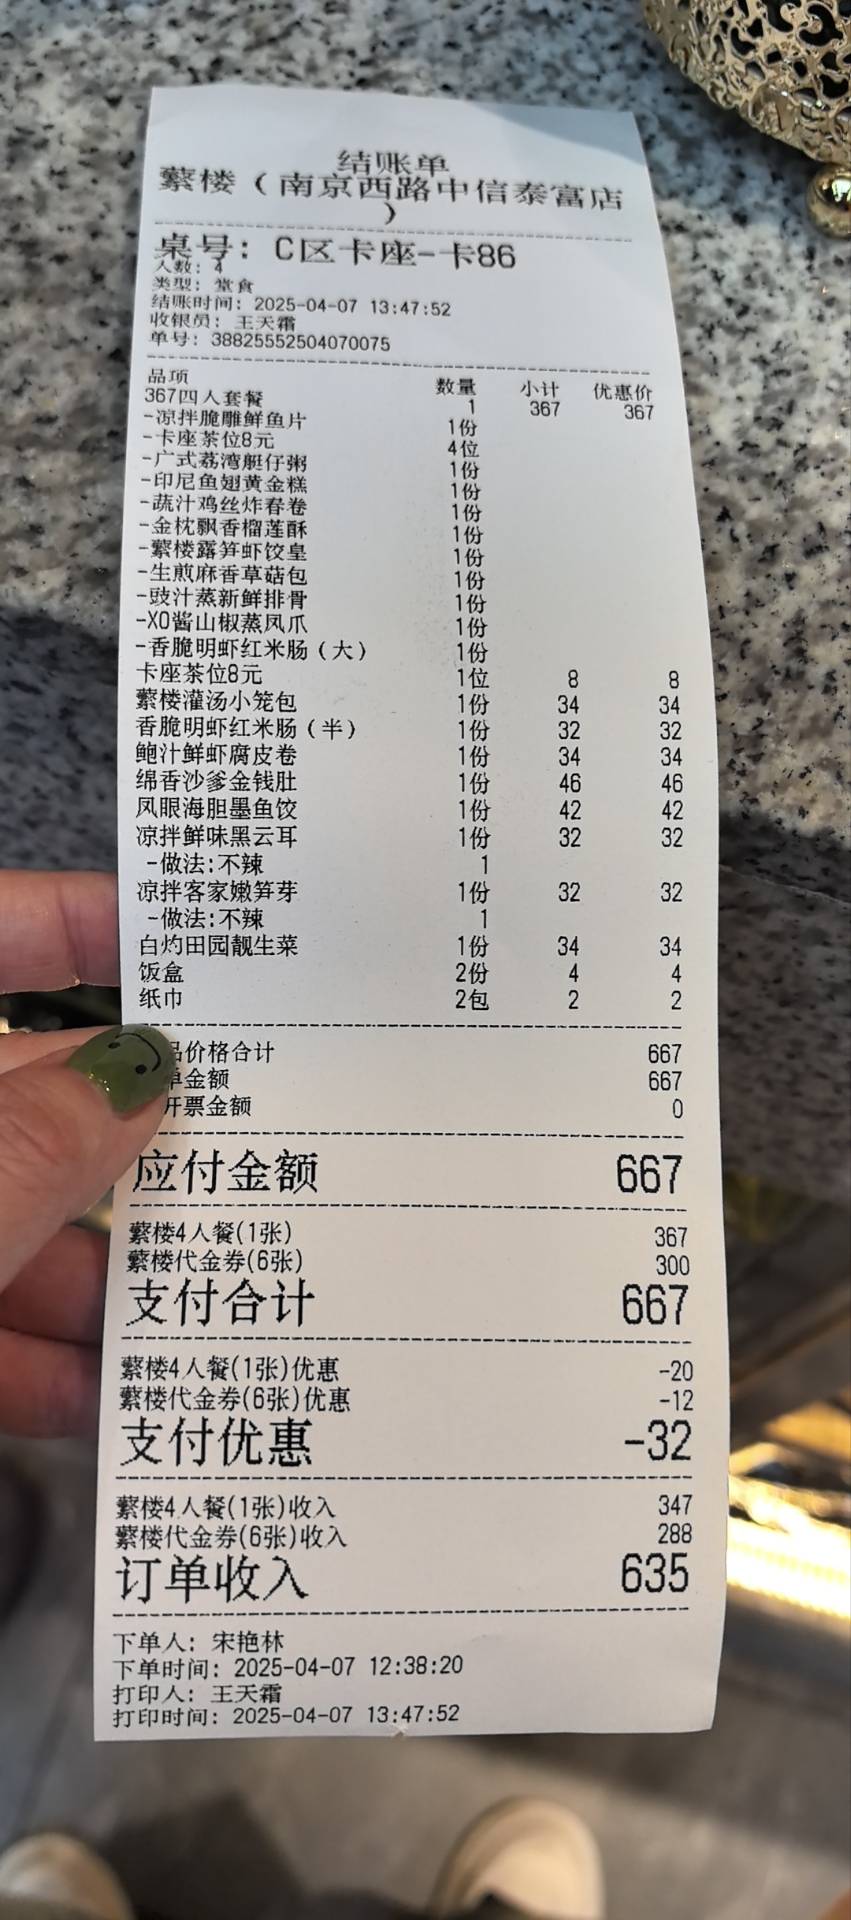 结账单
蘩楼（南京西路中信泰富店
）
桌号: C区卡座-卡86
人数: 4
类型: 堂食
结账时间: 2025-04-07 13:47:52
收银员: 王天霜
单号: 38825552504070075
品项 数量 小计 优惠价
367四人套餐 1 367 367
-凉拌脆雕鲜鱼片 1份
-卡座茶位8元 4位
-广式荔湾艇仔粥 1份
-印尼鱼翅黄金糕 1份
-蔬汁鸡丝炸春卷 1份
-金枕飘香榴莲酥 1份
-蘩楼露笋虾饺皇 1份
-生煎麻香草菇包 1份
-豉汁蒸新鲜排骨 1份
-XO酱山椒蒸凤爪 1份
-香脆明虾红米肠（大） 1份
卡座茶位8元 1位 8 8
蘩楼灌汤小笼包 1份 34 34
香脆明虾红米肠（半） 1份 32 32
鲍汁鲜虾腐皮卷 1份 34 34
绵香沙爹金钱肚 1份 46 46
凤眼海胆墨鱼饺 1份 42 42
凉拌鲜味黑云耳 1份 32 32
-做法:不辣 1
凉拌客家嫩笋芽 1份 32 32
-做法:不辣 1
白灼田园靓生菜 1份 34 34
饭盒 2份 4 4
纸巾 2包 2 2
品价格合计 667
单金额 667
开票金额 0
应付金额 667
蘩楼4人餐(1张) 367
蘩楼代金券(6张) 300
支付合计 667
蘩楼4人餐(1张)优惠 -20
蘩楼代金券(6张)优惠 -12
支付优惠 -32
蘩楼4人餐(1张)收入 347
蘩楼代金券(6张)收入 288
订单收入 635
下单人: 宋艳林
下单时间: 2025-04-07 12:38:20
打印人: 王天霜
打印时间: 2025-04-07 13:47:52